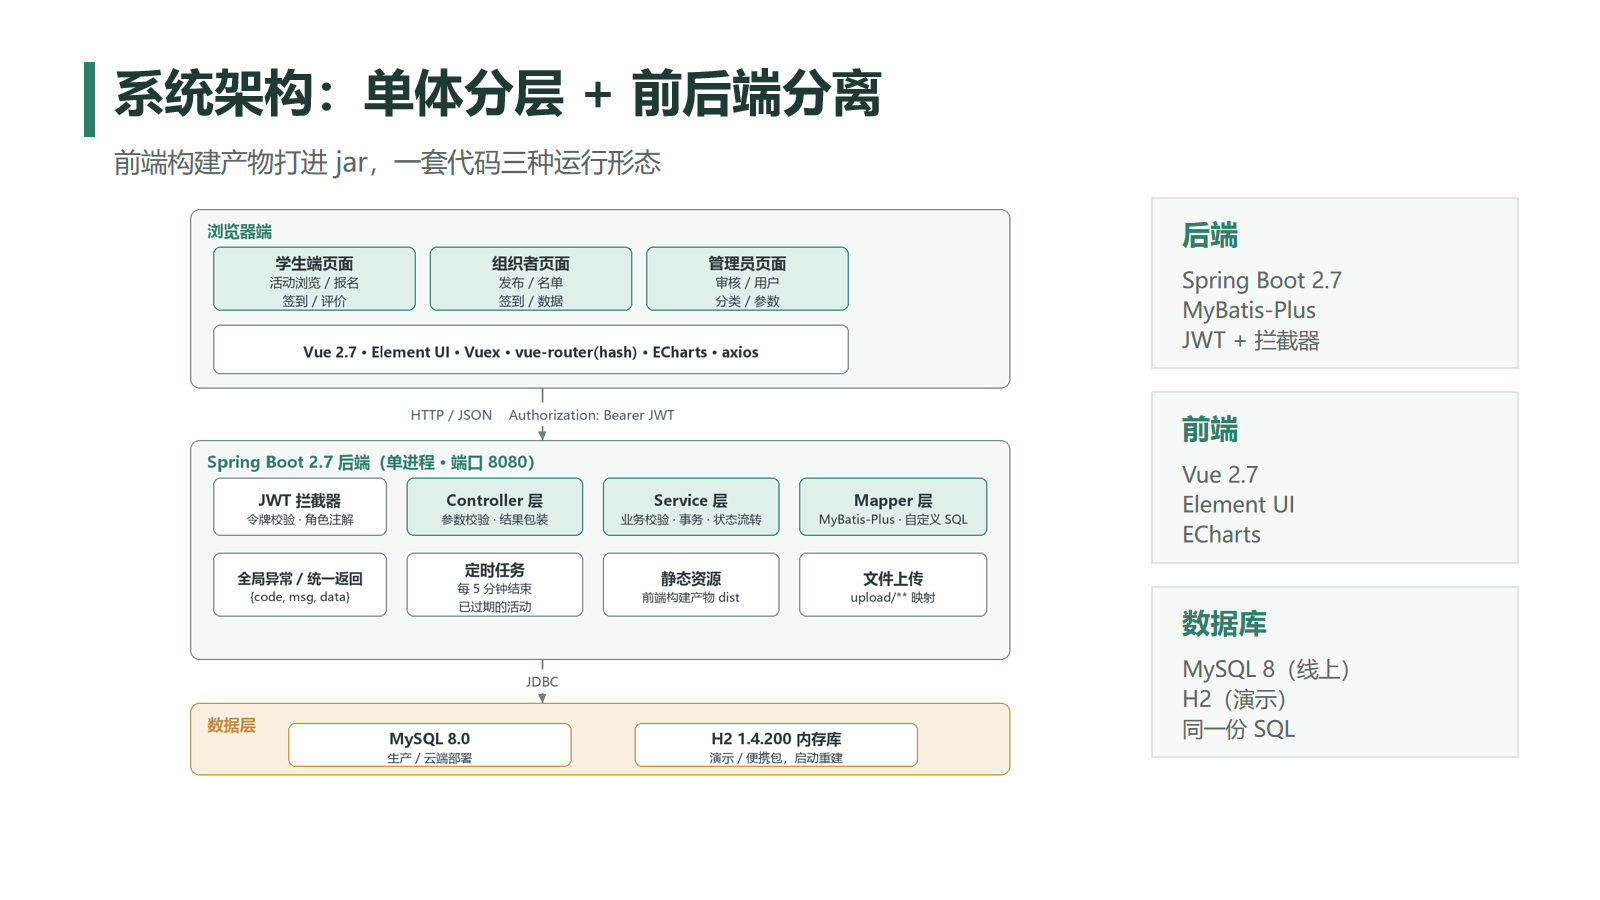 系统架构：单体分层 + 前后端分离
前端构建产物打进 jar，一套代码三种运行形态
浏览器端
学生端页面
活动浏览 / 报名
签到 / 评价
组织者页面
发布 / 名单
签到 / 数据
管理员页面
审核 / 用户
分类 / 参数
Vue 2.7 • Element UI • Vuex • vue-router(hash) • ECharts • axios
HTTP / JSON    Authorization: Bearer JWT
Spring Boot 2.7 后端（单进程 • 端口 8080）
JWT 拦截器
令牌校验 · 角色注解
Controller 层
参数校验 · 结果包装
Service 层
业务校验 · 事务 · 状态流转
Mapper 层
MyBatis-Plus · 自定义 SQL
全局异常 / 统一返回
{code, msg, data}
定时任务
每 5 分钟结束
已过期的活动
静态资源
前端构建产物 dist
文件上传
upload/** 映射
JDBC
数据层
MySQL 8.0
生产 / 云端部署
H2 1.4.200 内存库
演示 / 便携包，启动重建
后端
Spring Boot 2.7
MyBatis-Plus
JWT + 拦截器
前端
Vue 2.7
Element UI
ECharts
数据库
MySQL 8（线上）
H2（演示）
同一份 SQL